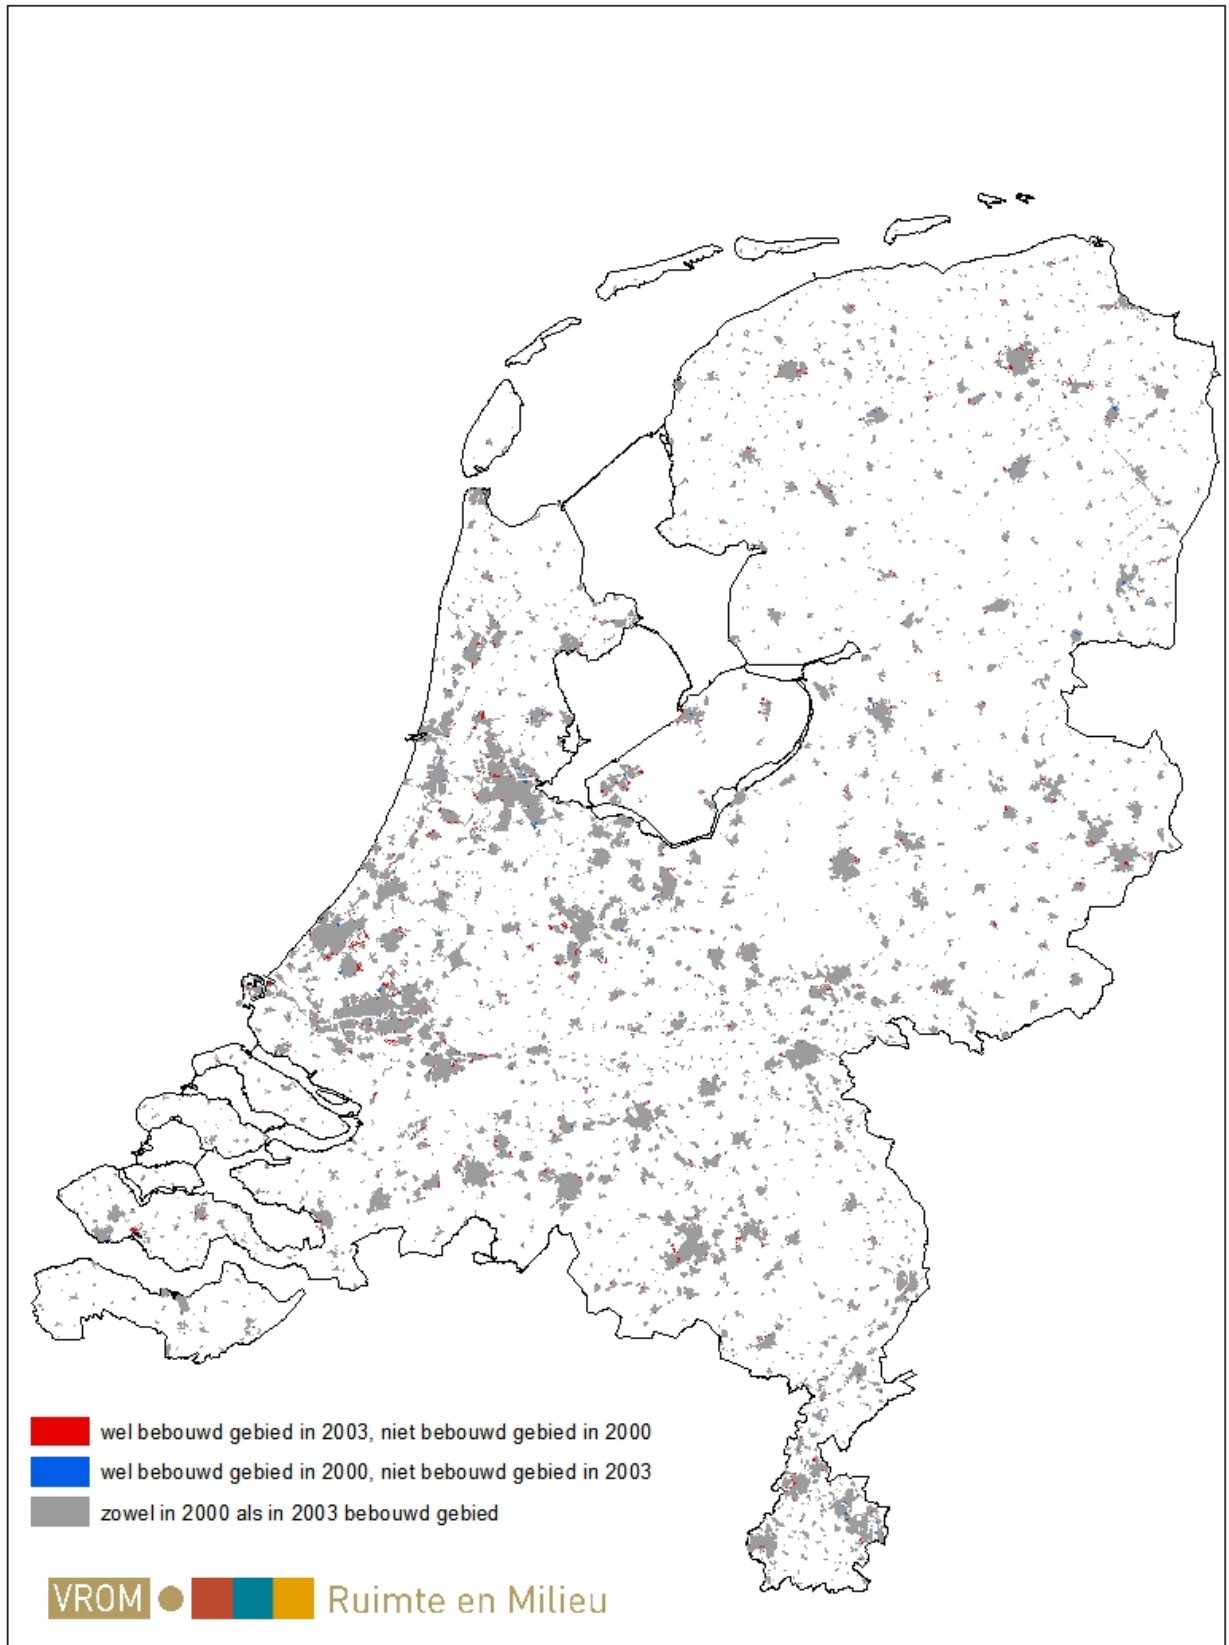 wel bebouwd gebied in 2003, niet bebouwd gebied in 2000
wel bebouwd gebied in 2000, niet bebouwd gebied in 2003
zowel in 2000 als in 2003 bebouwd gebied
VROM Ruimte en Milieu